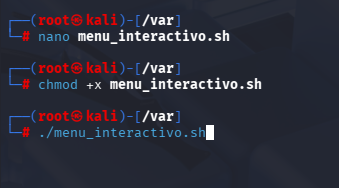 ┌──(root㉿kali)-[/var]
└─# nano menu_interactivo.sh
┌──(root㉿kali)-[/var]
└─# chmod +x menu_interactivo.sh
┌──(root㉿kali)-[/var]
└─# ./menu_interactivo.sh